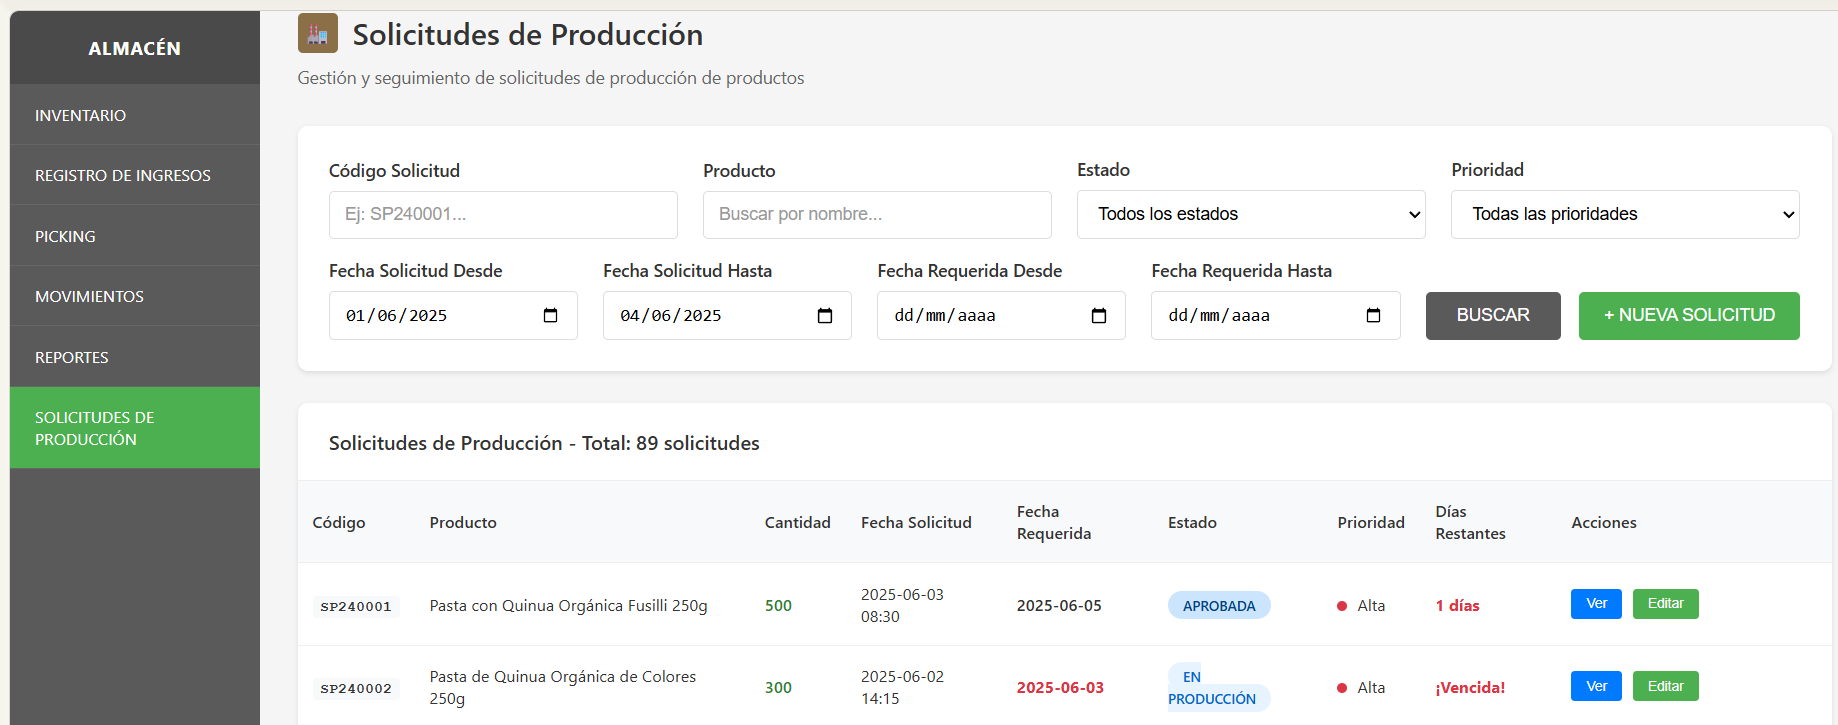 ALMACÉN
INVENTARIO
REGISTRO DE INGRESOS
PICKING
MOVIMIENTOS
REPORTES
SOLICITUDES DE
PRODUCCIÓN
Solicitudes de Producción
Gestión y seguimiento de solicitudes de producción de productos
Código Solicitud Producto Estado Prioridad
Ej: SP240001... Buscar por nombre... Todos los estados Todas las prioridades
Fecha Solicitud Desde Fecha Solicitud Hasta Fecha Requerida Desde Fecha Requerida Hasta
01/06/2025 04/06/2025 dd/mm/aaaa dd/mm/aaaa BUSCAR + NUEVA SOLICITUD
Solicitudes de Producción - Total: 89 solicitudes
Código Producto Cantidad Fecha Solicitud Fecha Requerida Estado Prioridad Días Restantes Acciones
SP240001 Pasta con Quinua Orgánica Fusilli 250g 500 2025-06-03 08:30 2025-06-05 APROBADA Alta 1 días Ver Editar
SP240002 Pasta de Quinua Orgánica de Colores 250g 300 2025-06-02 14:15 2025-06-03 EN PRODUCCIÓN Alta ¡Vencida! Ver Editar